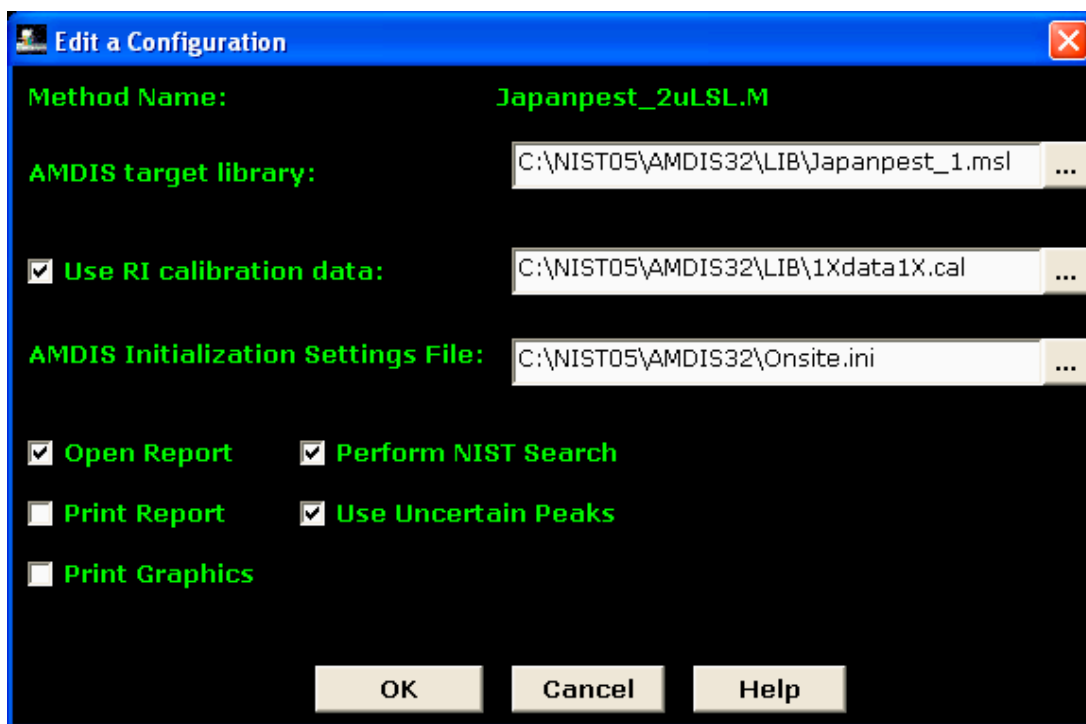 Edit a Configuration
Method Name: Japanpest_2uLSL.M
AMDIS target library: C:\NIST05\AMDIS32\LIB\Japanpest_1.msl ...
Use RI calibration data: C:\NIST05\AMDIS32\LIB\1Xdata1X.cal ...
AMDIS Initialization Settings File: C:\NIST05\AMDIS32\Onsite.ini ...
Open Report Perform NIST Search
Print Report Use Uncertain Peaks
Print Graphics
OK Cancel Help